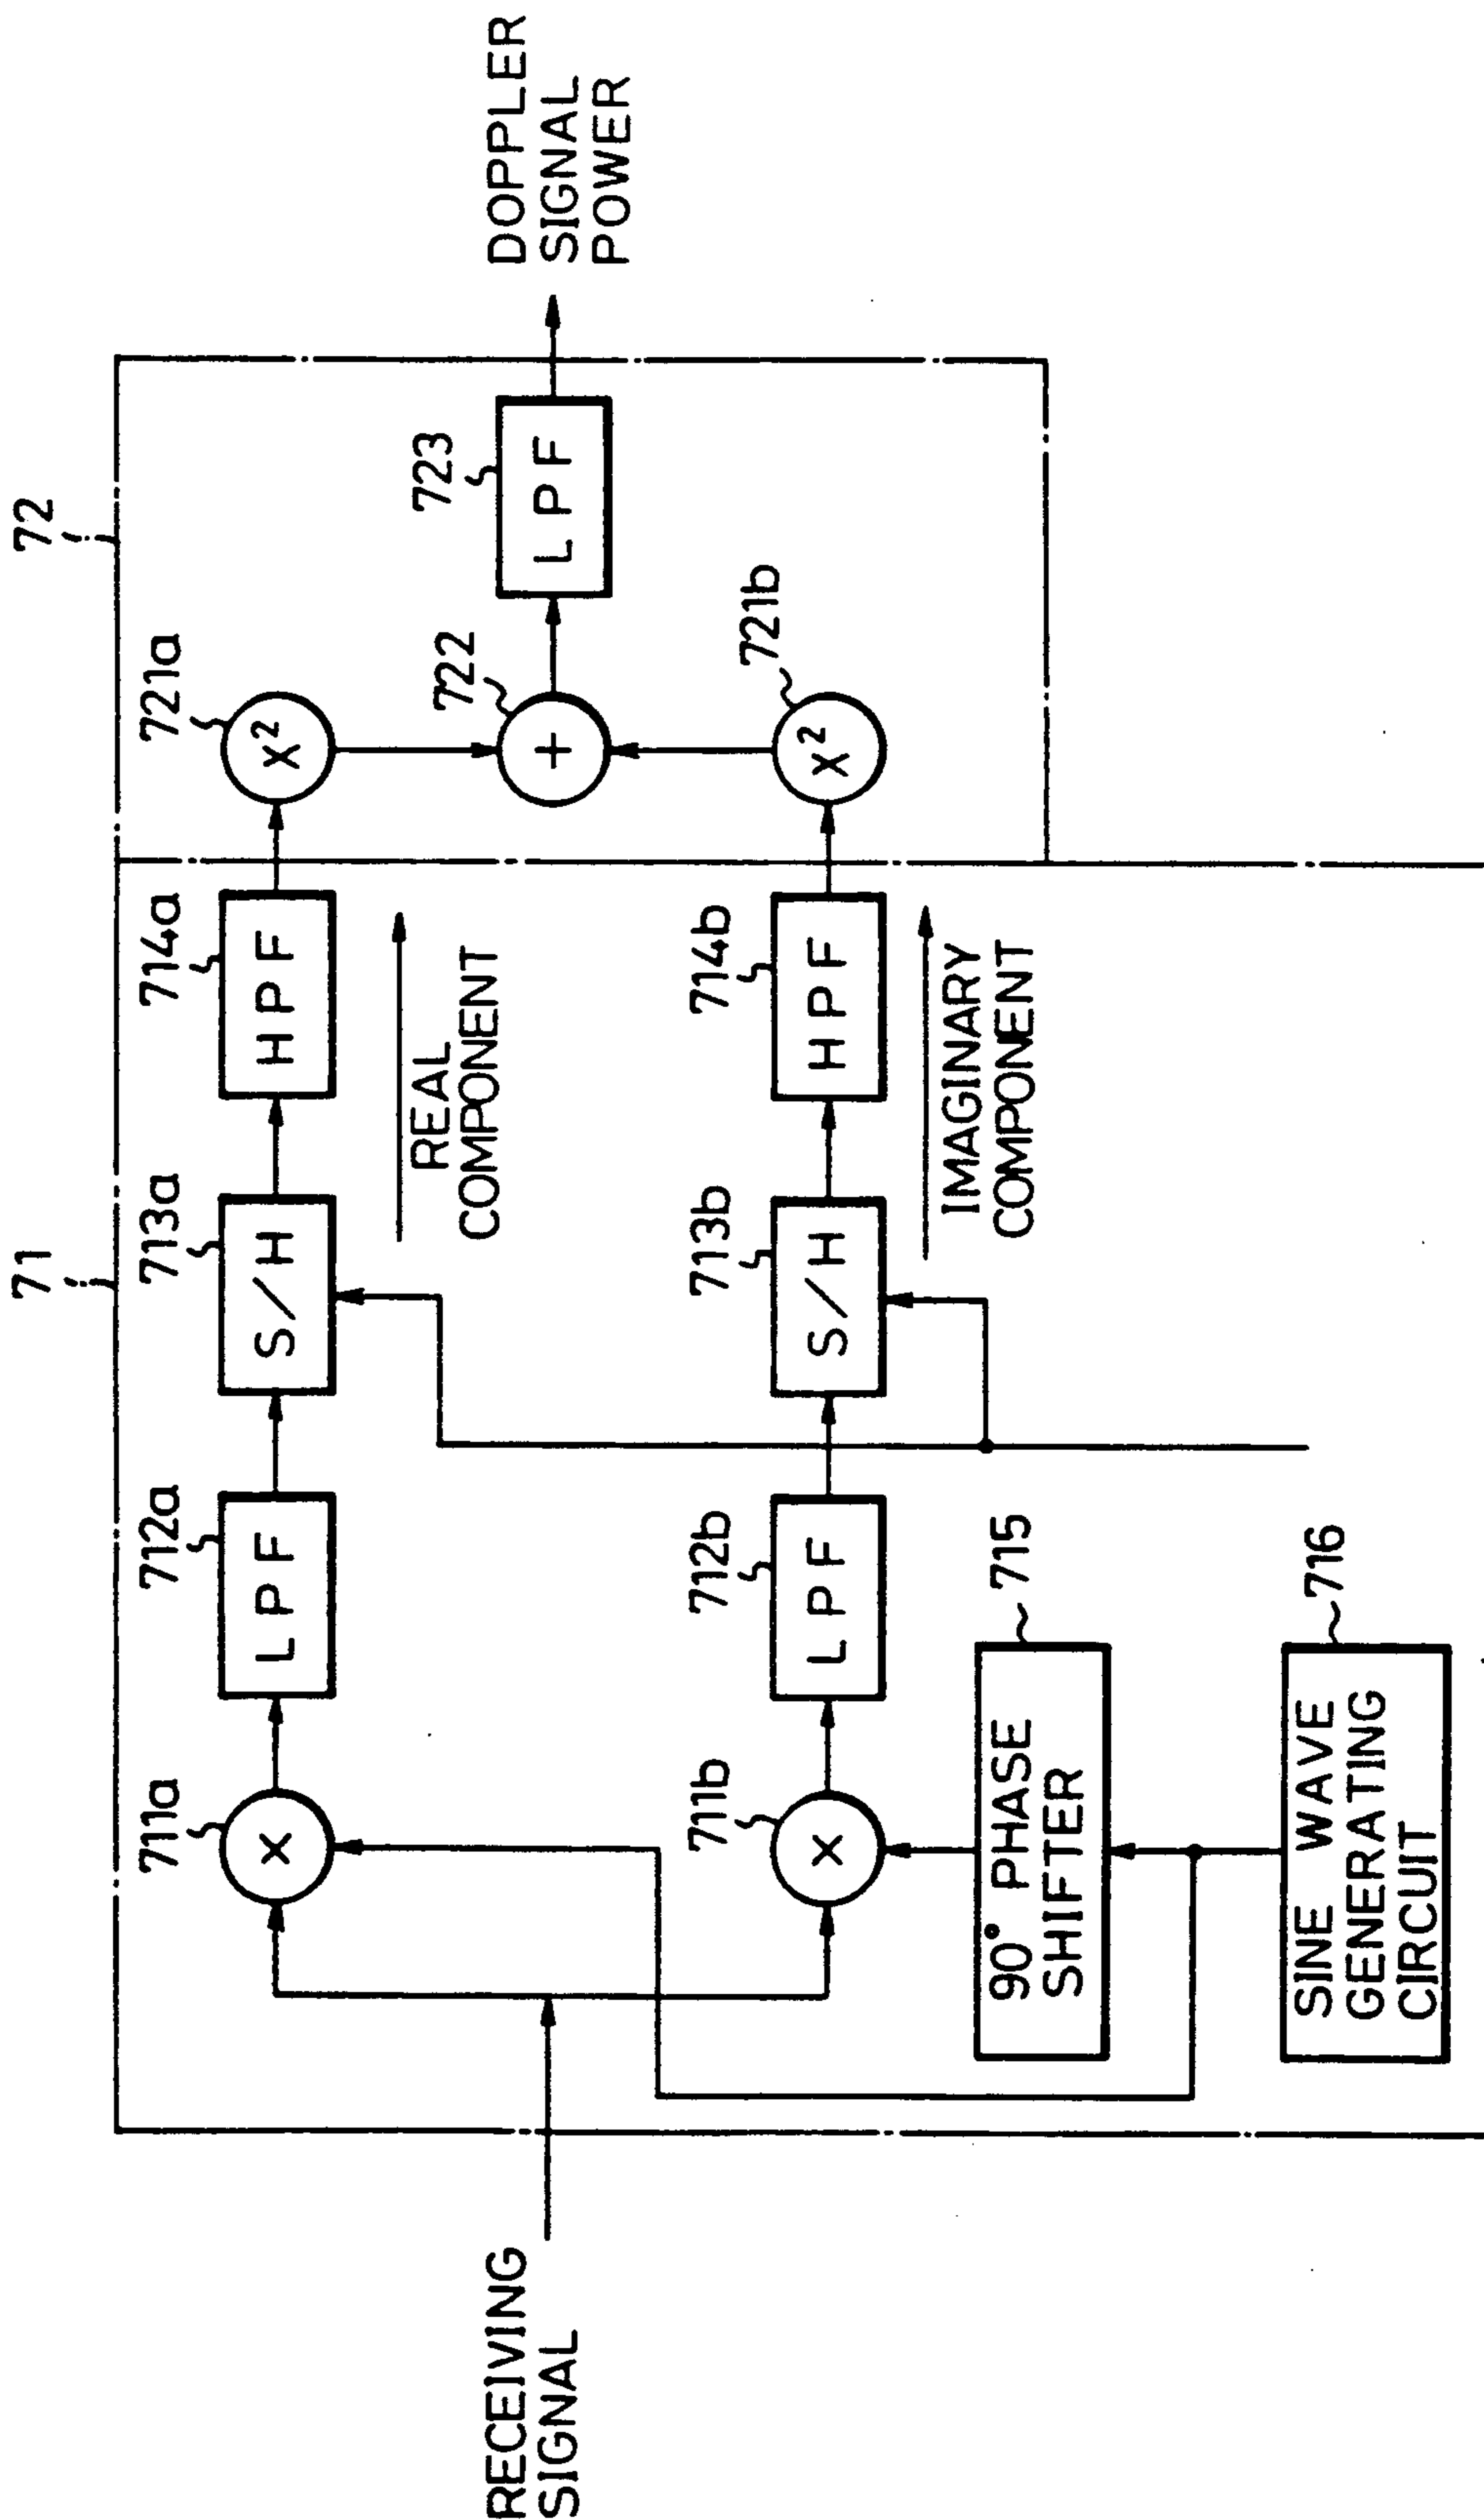 71
72
711a
712a
713a
714a
721a
×
LPF
S/H
HPF
x²
REAL
COMPONENT
722
+
723
LPF
RECEIVING
SIGNAL
DOPPLER
SIGNAL
POWER
711b
712b
713b
714b
721b
×
LPF
S/H
HPF
x²
IMAGINARY
COMPONENT
90° PHASE
SHIFTER
715
SINE WAVE
GENERATING
CIRCUIT
716